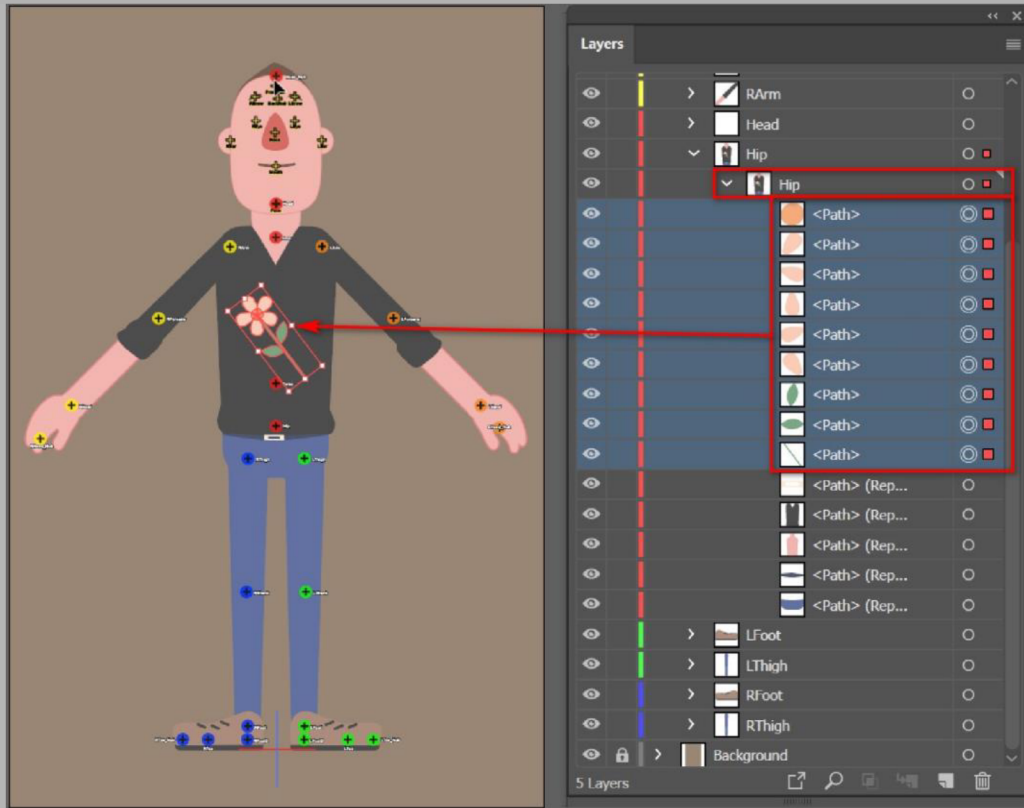 Layers
RArm
Head
Hip
Hip
<Path>
<Path>
<Path>
<Path>
<Path>
<Path>
<Path>
<Path>
<Path>
<Path> (Rep...
<Path> (Rep...
<Path> (Rep...
<Path> (Rep...
<Path> (Rep...
LFoot
LThigh
RFoot
RThigh
Background
5 Layers